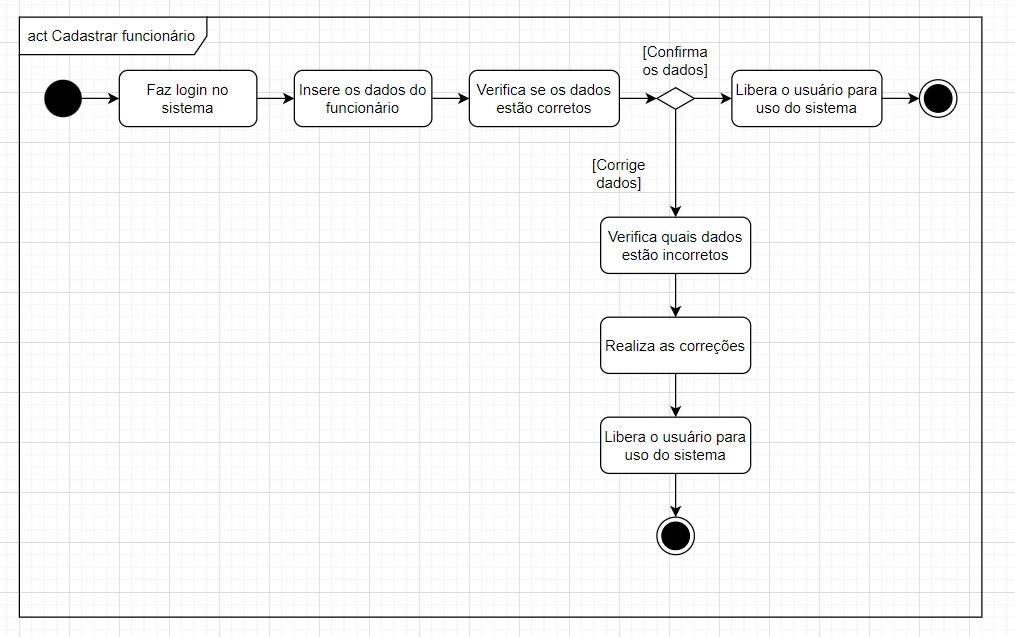 act Cadastrar funcionário
[Confirma
os dados]
Faz login no
sistema
Insere os dados do
funcionário
Verifica se os dados
estão corretos
Libera o usuário para
uso do sistema
[Corrige
dados]
Verifica quais dados
estão incorretos
Realiza as correções
Libera o usuário para
uso do sistema